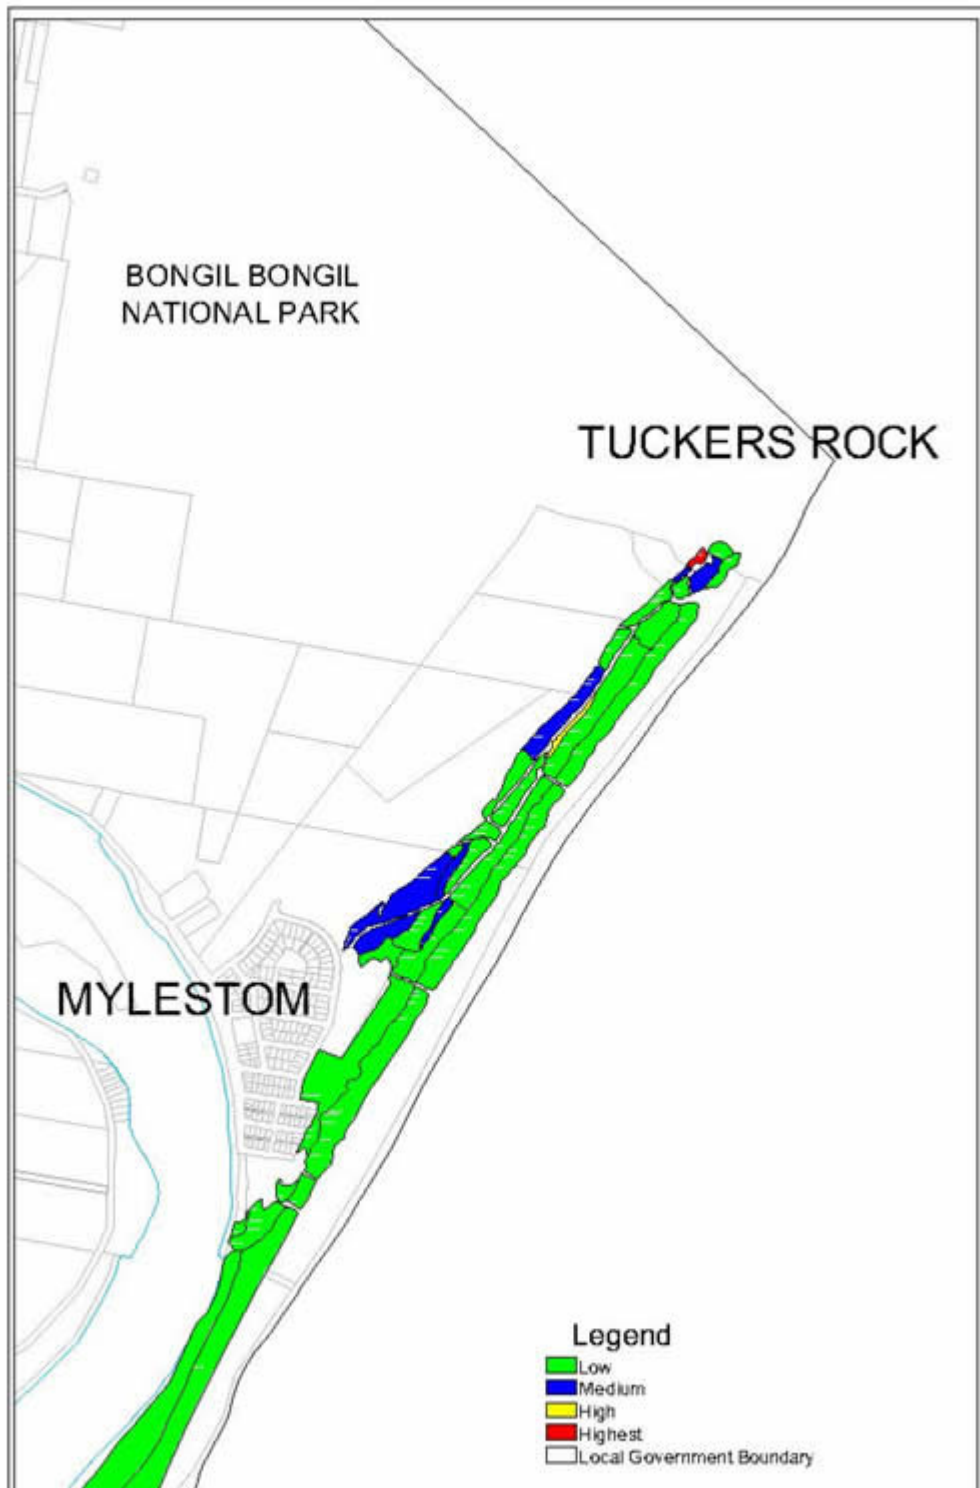 BONGIL BONGIL
NATIONAL PARK
TUCKERS ROCK
MYLESTOM
Legend
Low
Medium
High
Highest
Local Government Boundary